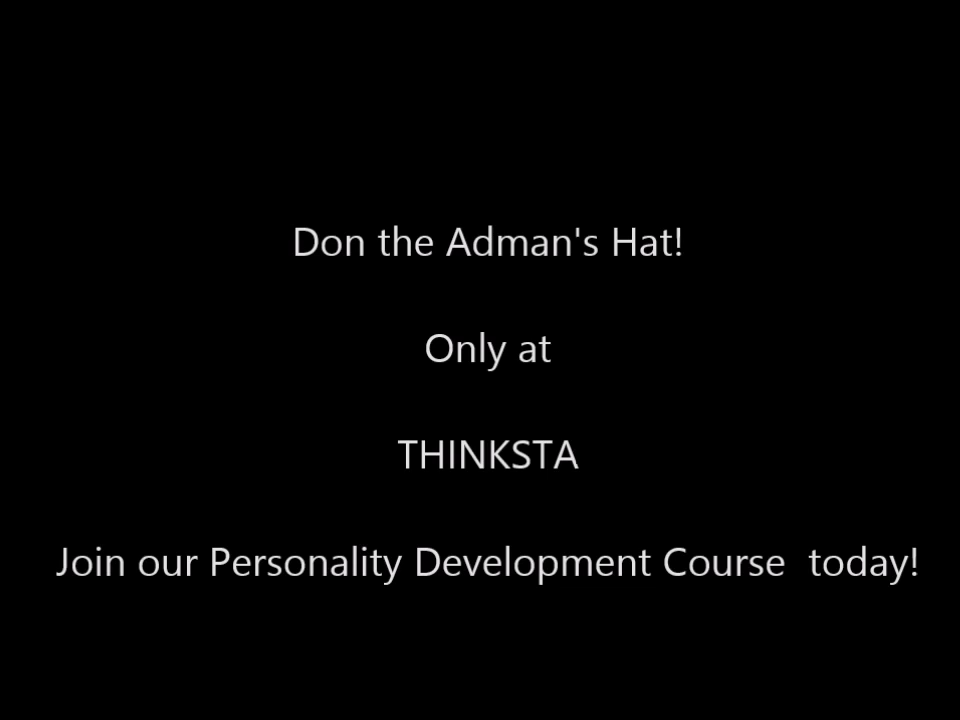 Don the Adman's Hat!
Only at
THINKSTA
Join our Personality Development Course  today!